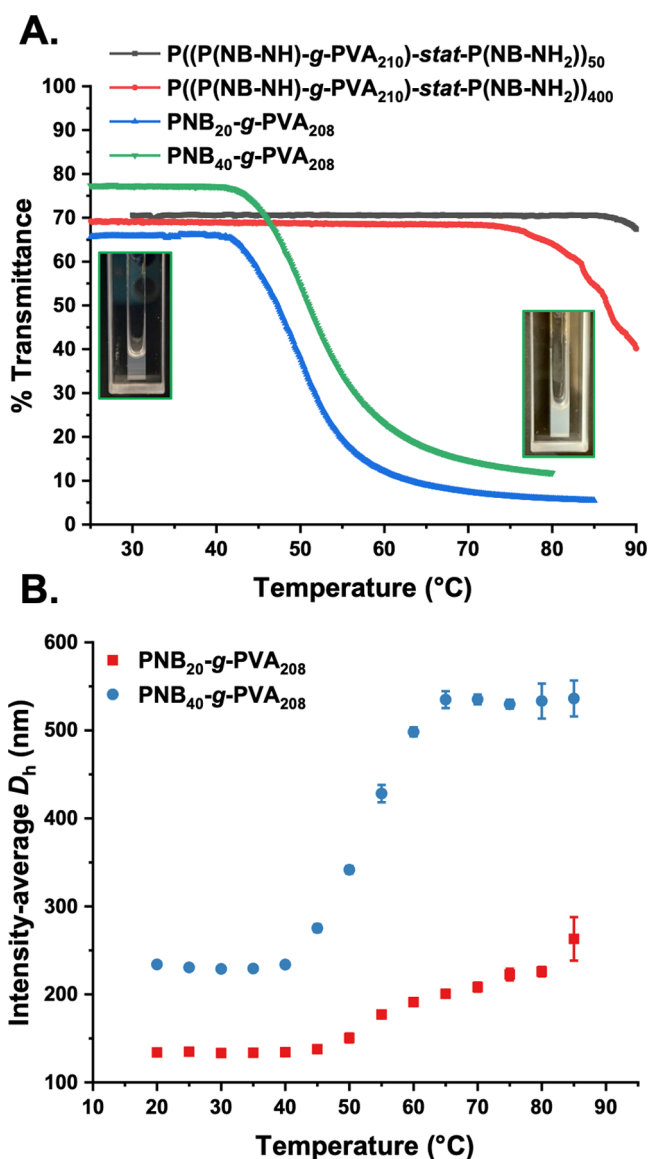 A.
P((P(NB-NH)-g-PVA₂₁₀)-stat-P(NB-NH₂))₅₀
P((P(NB-NH)-g-PVA₂₁₀)-stat-P(NB-NH₂))₄₀₀
PNB₂₀-g-PVA₂₀₈
PNB₄₀-g-PVA₂₀₈
100
90
80
70
60
50
40
30
20
10
0
% Transmittance
30 40 50 60 70 80 90
Temperature (°C)
B.
PNB₂₀-g-PVA₂₀₈
PNB₄₀-g-PVA₂₀₈
600
500
400
300
200
100
Intensity-average Dₕ (nm)
10 20 30 40 50 60 70 80 90
Temperature (°C)